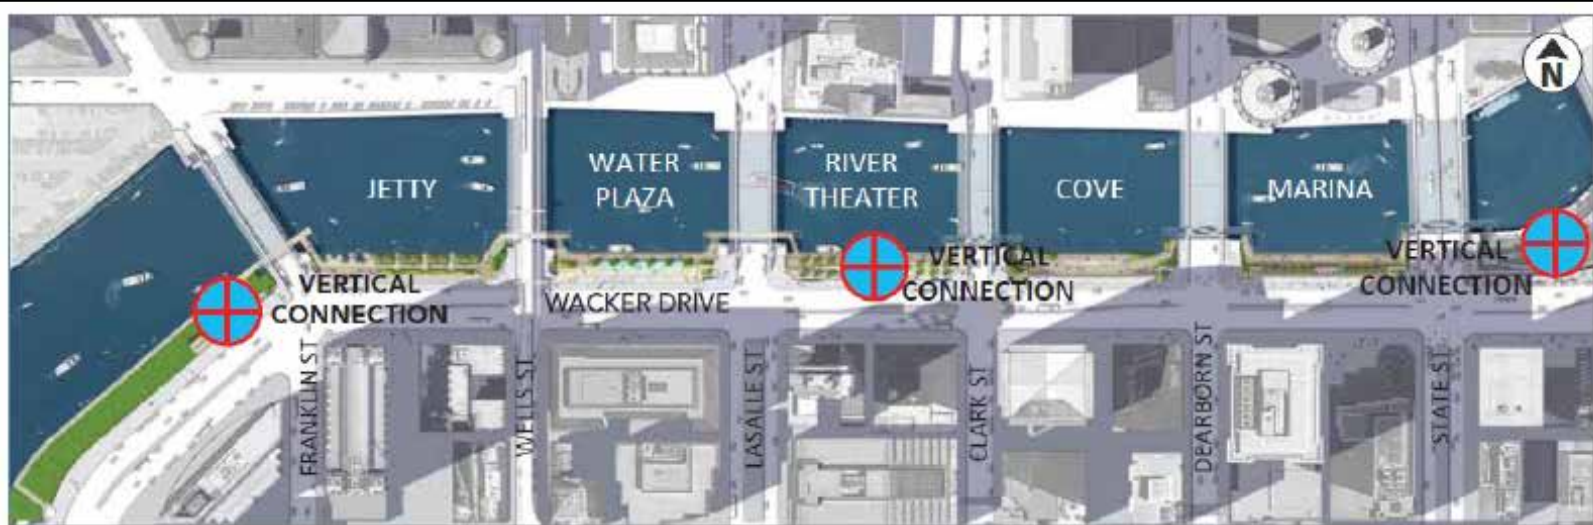 N
JETTY
WATER
PLAZA
RIVER
THEATER
COVE
MARINA
VERTICAL
CONNECTION
VERTICAL
CONNECTION
VERTICAL
CONNECTION
WACKER DRIVE
FRANKLIN ST
WELLS ST
LASALLE ST
CLARK ST
DEARBORN ST
STATE ST